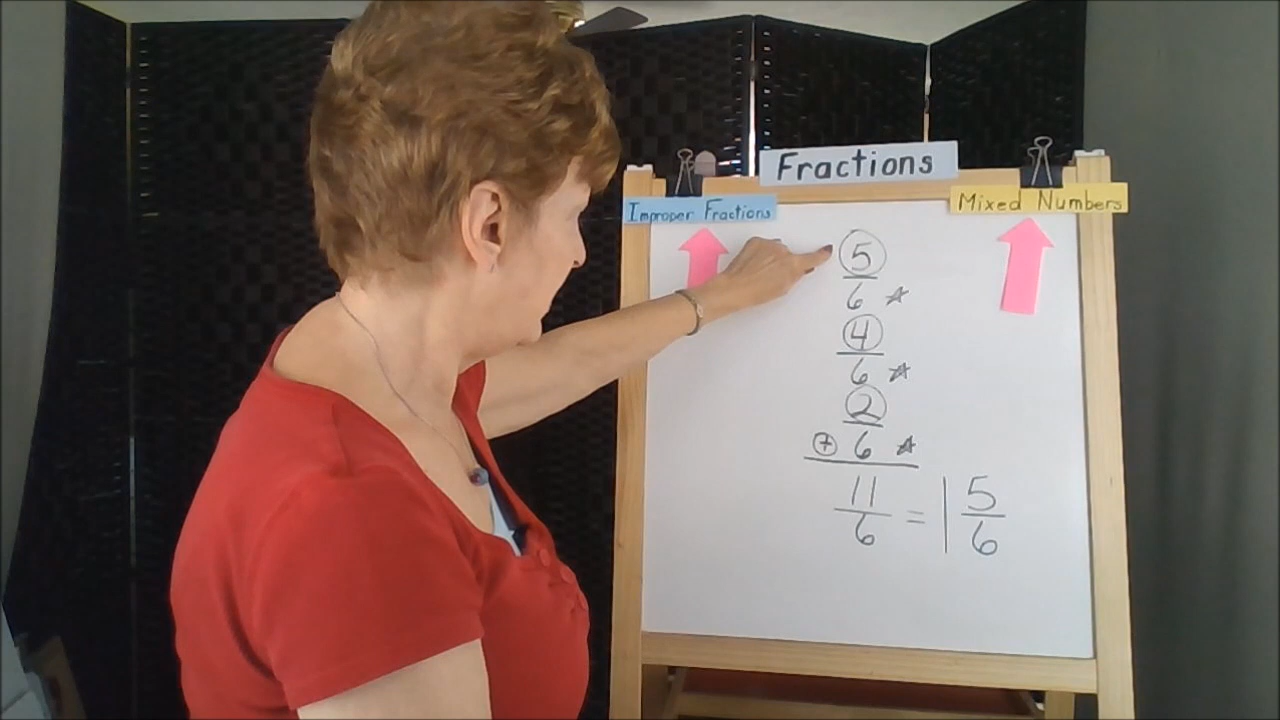 Fractions
Improper Fractions
Mixed Numbers
5
6 ☆
4
6 ☆
2
+ 6 ☆
11
6 = 1 5
6